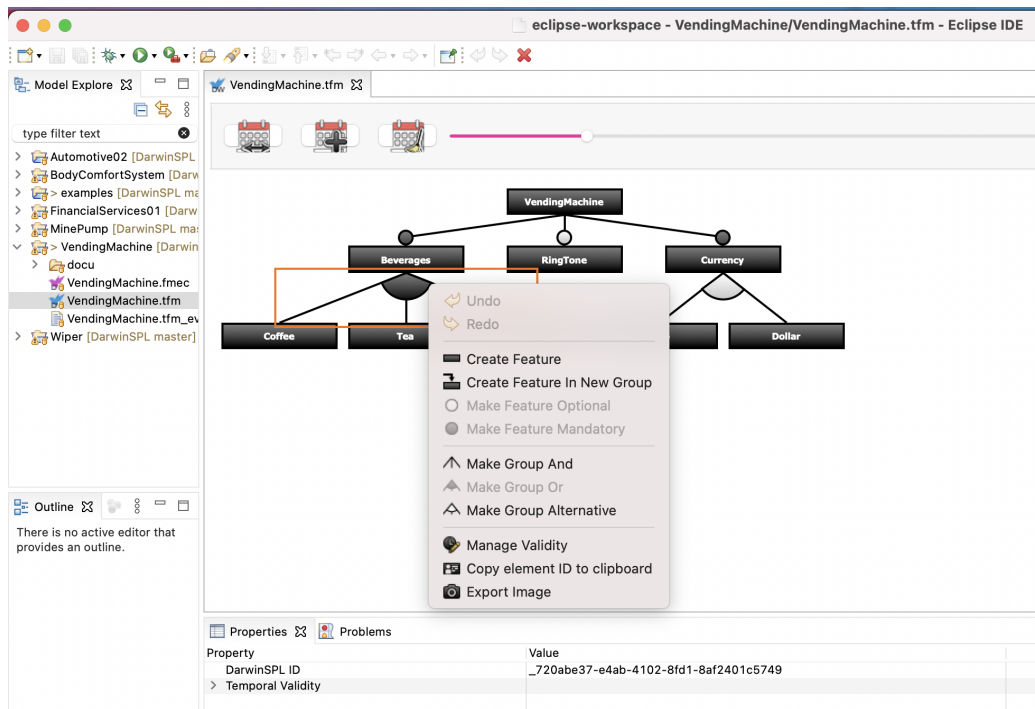 eclipse-workspace - VendingMachine/VendingMachine.tfm - Eclipse IDE
Model Explore
VendingMachine.tfm
type filter text
Automotive02 [DarwinSPL
BodyComfortSystem [Darw
> examples [DarwinSPL ma
FinancialServices01 [Darw
MinePump [DarwinSPL mas
> VendingMachine [Darwin
docu
VendingMachine.fmec
VendingMachine.tfm
VendingMachine.tfm_ev
Wiper [DarwinSPL master]
VendingMachine
Beverages
RingTone
Currency
Coffee
Tea
Dollar
Undo
Redo
Create Feature
Create Feature In New Group
Make Feature Optional
Make Feature Mandatory
Make Group And
Make Group Or
Make Group Alternative
Manage Validity
Copy element ID to clipboard
Export Image
Outline
There is no active editor that
provides an outline.
Properties
Problems
Property
Value
DarwinSPL ID
_720abe37-e4ab-4102-8fd1-8af2401c5749
Temporal Validity